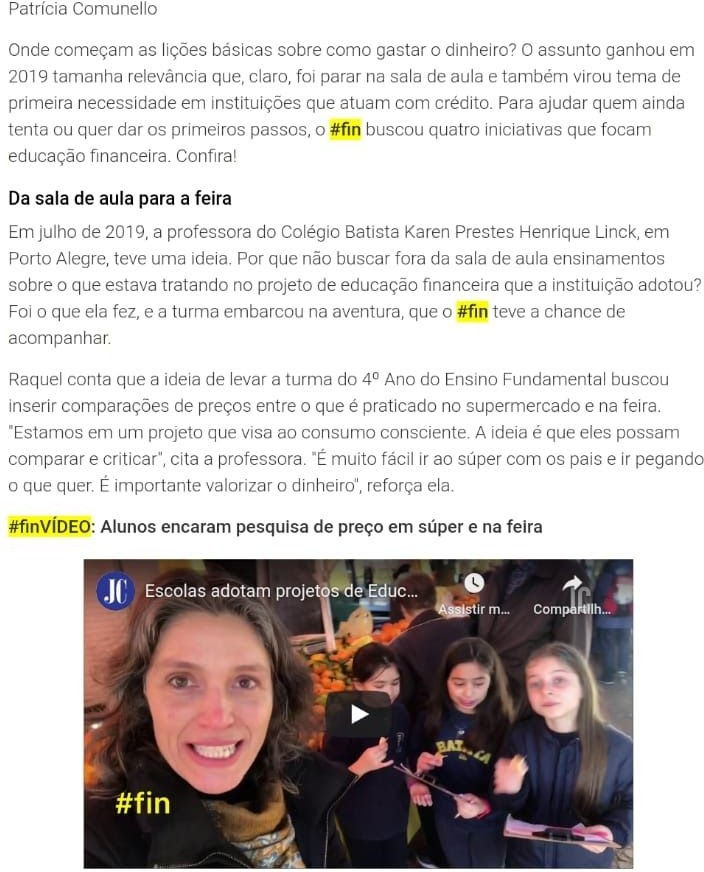 Patrícia Comunello
Onde começam as lições básicas sobre como gastar o dinheiro? O assunto ganhou em
2019 tamanha relevância que, claro, foi parar na sala de aula e também virou tema de
primeira necessidade em instituições que atuam com crédito. Para ajudar quem ainda
tenta ou quer dar os primeiros passos, o #fin buscou quatro iniciativas que focam
educação financeira. Confira!
Da sala de aula para a feira
Em julho de 2019, a professora do Colégio Batista Karen Prestes Henrique Linck, em
Porto Alegre, teve uma ideia. Por que não buscar fora da sala de aula ensinamentos
sobre o que estava tratando no projeto de educação financeira que a instituição adotou?
Foi o que ela fez, e a turma embarcou na aventura, que o #fin teve a chance de
acompanhar.
Raquel conta que a ideia de levar a turma do 4º Ano do Ensino Fundamental buscou
inserir comparações de preços entre o que é praticado no supermercado e na feira.
"Estamos em um projeto que visa ao consumo consciente. A ideia é que eles possam
comparar e criticar", cita a professora. "É muito fácil ir ao súper com os pais e ir pegando
o que quer. É importante valorizar o dinheiro", reforça ela.
#finVÍDEO: Alunos encaram pesquisa de preço em súper e na feira
JC Escolas adotam projetos de Educ...
Assistir m... Compartilh...
JC
#fin